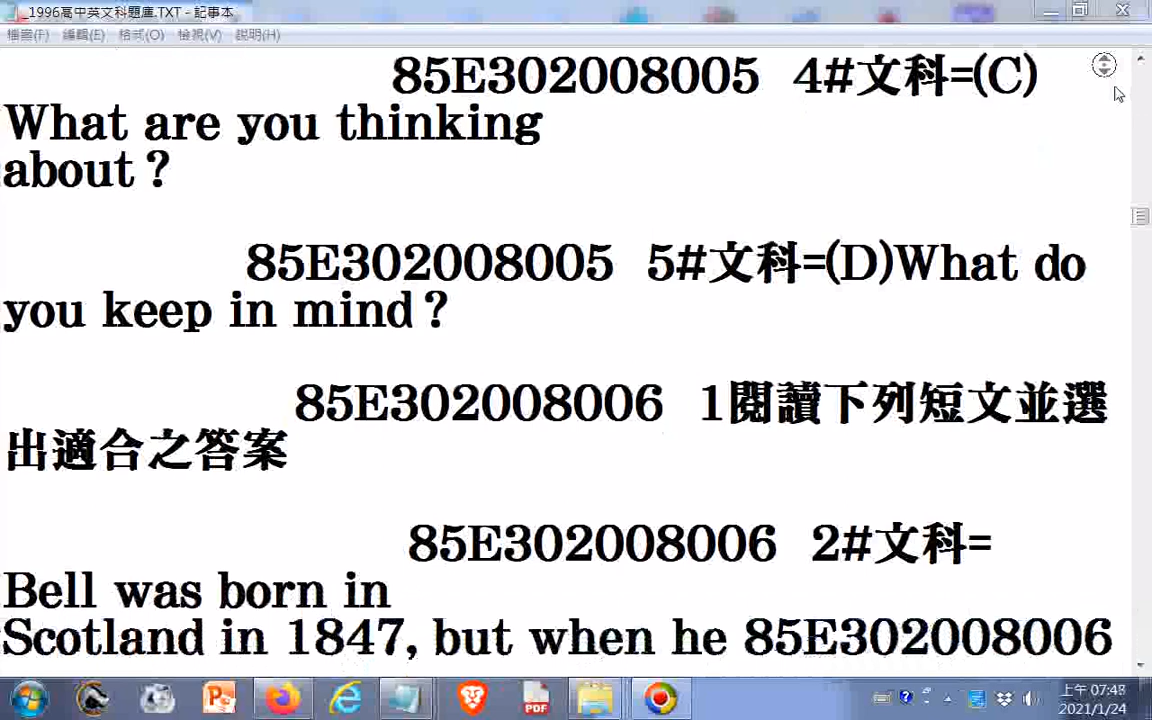 _1996高中英文科題庫.TXT - 記事本
檔案(F) 編輯(E) 格式(O) 檢視(V) 說明(H)
85E302008005 4#文科=(C)
What are you thinking
about?
85E302008005 5#文科=(D)What do
you keep in mind?
85E302008006 1閱讀下列短文並選
出適合之答案
85E302008006 2#文科=
Bell was born in
Scotland in 1847, but when he 85E302008006
PDF
上午 07:48
2021/1/24